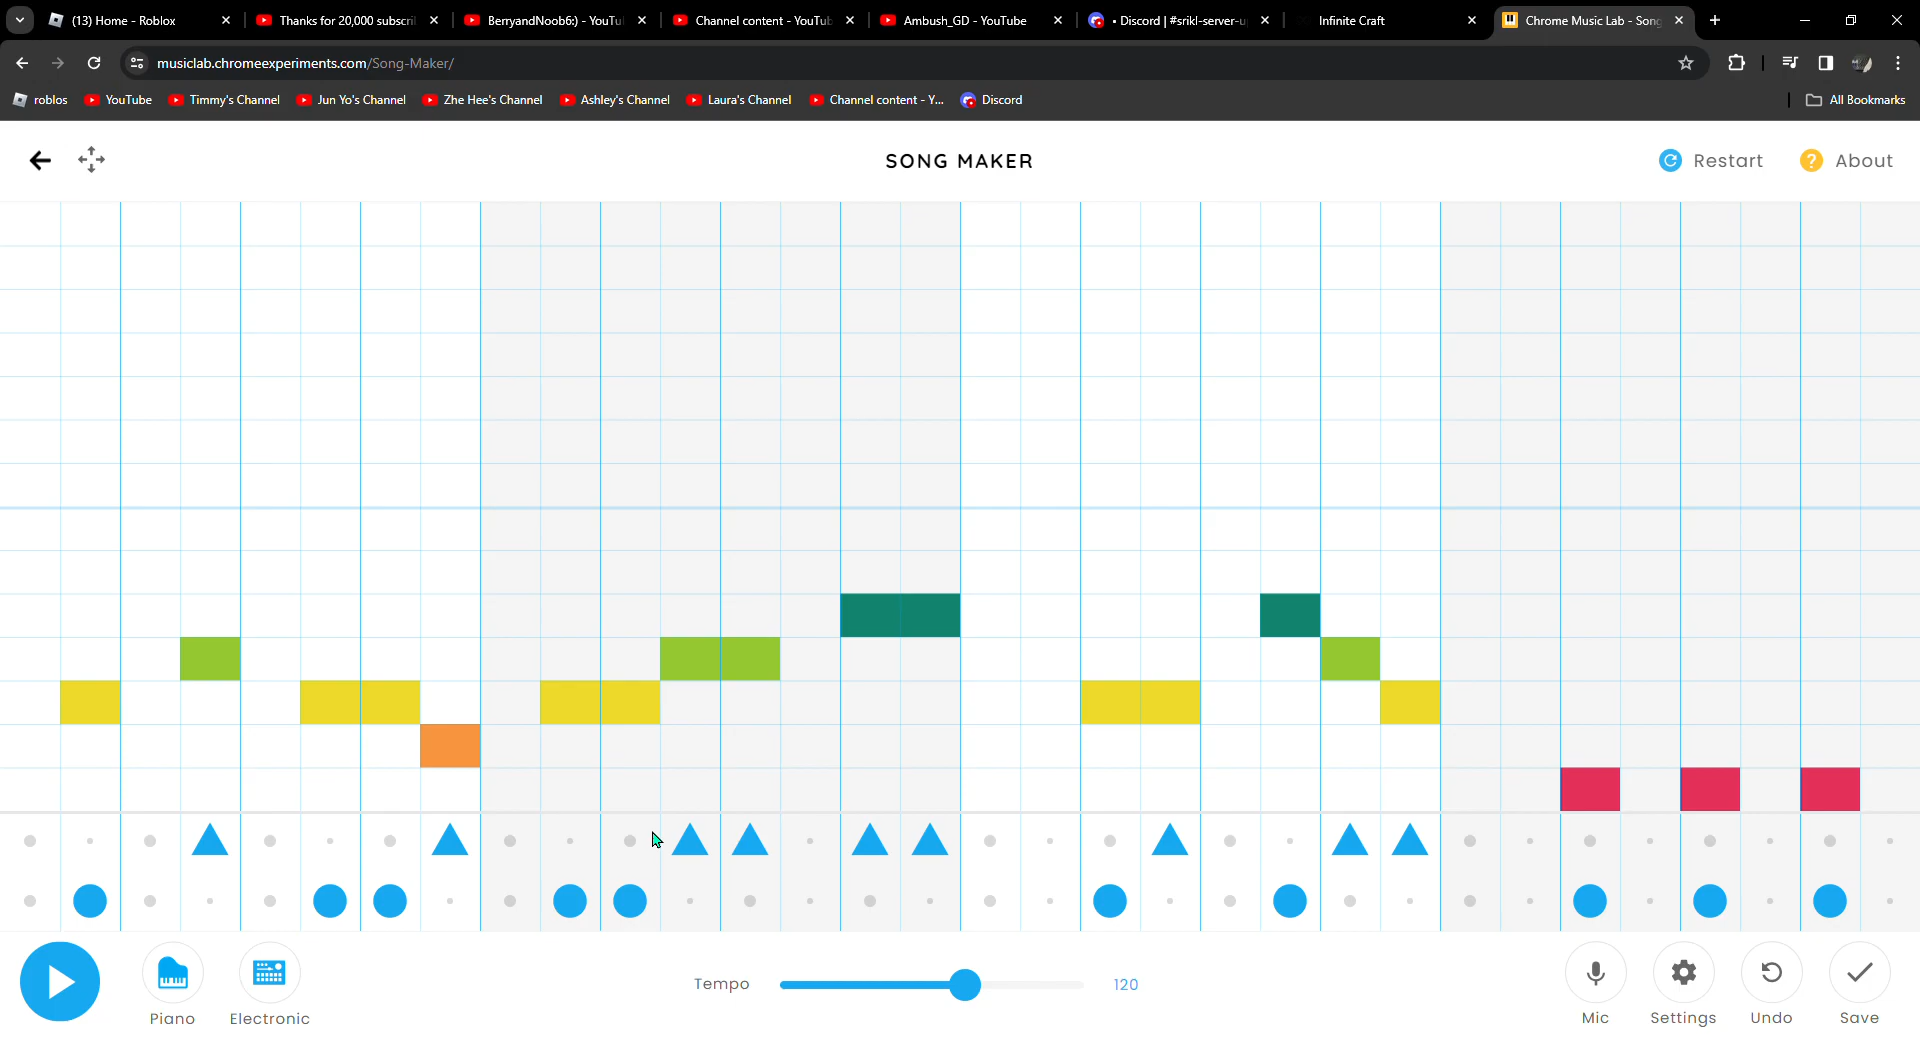 (13) Home - Roblox
Thanks for 20,000 subscri
BerryandNoob6:) - YouTu
Channel content - YouTub
Ambush_GD - YouTube
• Discord | #srikl-server-u
Infinite Craft
Chrome Music Lab - Song
musiclab.chromeexperiments.com/Song-Maker/
roblos
YouTube
Timmy's Channel
Jun Yo's Channel
Zhe Hee's Channel
Ashley's Channel
Laura's Channel
Channel content - Y...
Discord
All Bookmarks
SONG MAKER
Restart
? About
Tempo
120
Piano
Electronic
Mic
Settings
Undo
Save